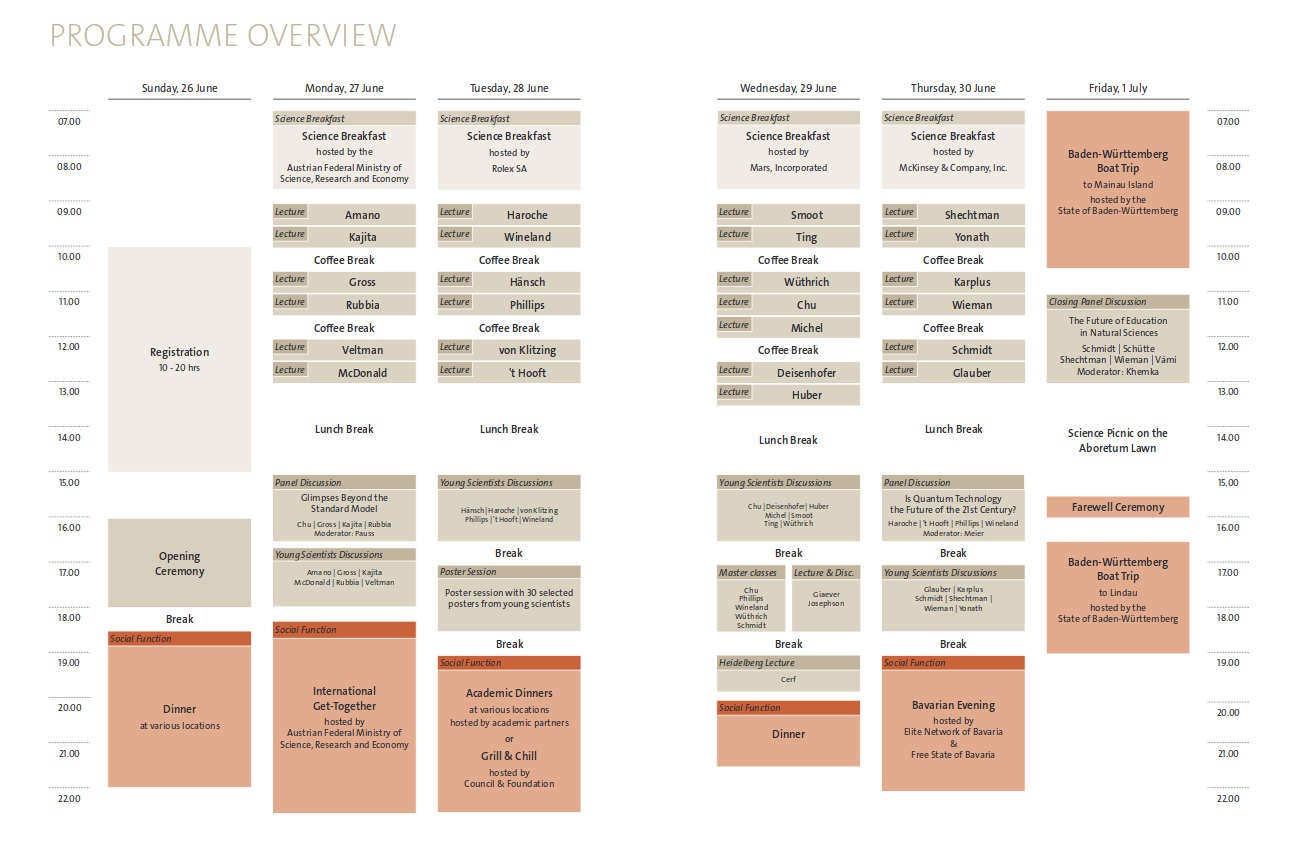 PROGRAMME OVERVIEW
Sunday, 26 June
Monday, 27 June
Tuesday, 28 June
Wednesday, 29 June
Thursday, 30 June
Friday, 1 July
07.00
08.00
09.00
10.00
11.00
12.00
13.00
14.00
15.00
16.00
17.00
18.00
19.00
20.00
21.00
22.00
Registration
10 - 20 hrs
Opening
Ceremony
Break
Social Function
Dinner
at various locations
Science Breakfast
Science Breakfast
hosted by the
Austrian Federal Ministry of
Science, Research and Economy
Lecture Amano
Lecture Kajita
Coffee Break
Lecture Gross
Lecture Rubbia
Coffee Break
Lecture Veltman
Lecture McDonald
Lunch Break
Panel Discussion
Glimpses Beyond the
Standard Model
Chu | Gross | Kajita | Rubbia
Moderator: Pauss
Young Scientists Discussions
Amano | Gross | Kajita
McDonald | Rubbia | Veltman
Social Function
International
Get-Together
hosted by
Austrian Federal Ministry of
Science, Research and Economy
Science Breakfast
Science Breakfast
hosted by
Rolex SA
Lecture Haroche
Lecture Wineland
Coffee Break
Lecture Hänsch
Lecture Phillips
Coffee Break
Lecture von Klitzing
Lecture 't Hooft
Lunch Break
Young Scientists Discussions
Hänsch | Haroche | von Klitzing
Phillips | 't Hooft | Wineland
Break
Poster Session
Poster session with 30 selected
posters from young scientists
Break
Social Function
Academic Dinners
at various locations
hosted by academic partners
or
Grill & Chill
hosted by
Council & Foundation
Science Breakfast
Science Breakfast
hosted by
Mars, Incorporated
Lecture Smoot
Lecture Ting
Coffee Break
Lecture Wüthrich
Lecture Chu
Lecture Michel
Coffee Break
Lecture Deisenhofer
Lecture Huber
Lunch Break
Young Scientists Discussions
Chu | Deisenhofer | Huber
Michel | Smoot
Ting | Wüthrich
Break
Master classes
Chu
Phillips
Wineland
Wüthrich
Schmidt
Lecture & Disc.
Giaever
Josephson
Break
Heidelberg Lecture
Cerf
Social Function
Dinner
Science Breakfast
Science Breakfast
hosted by
McKinsey & Company, Inc.
Lecture Shechtman
Lecture Yonath
Coffee Break
Lecture Karplus
Lecture Wieman
Coffee Break
Lecture Schmidt
Lecture Glauber
Lunch Break
Panel Discussion
Is Quantum Technology
the Future of the 21st Century?
Haroche | 't Hooft | Phillips | Wineland
Moderator: Meier
Break
Young Scientists Discussions
Glauber | Karplus
Schmidt | Shechtman |
Wieman | Yonath
Break
Social Function
Bavarian Evening
hosted by
Elite Network of Bavaria
&
Free State of Bavaria
Baden-Württemberg
Boat Trip
to Mainau Island
hosted by the
State of Baden-Württemberg
Closing Panel Discussion
The Future of Education
in Natural Sciences
Schmidt | Schütte
Shechtman | Wieman | Vámi
Moderator: Khemka
Science Picnic on the
Aboretum Lawn
Farewell Ceremony
Baden-Württemberg
Boat Trip
to Lindau
hosted by the
State of Baden-Württemberg
07.00
08.00
09.00
10.00
11.00
12.00
13.00
14.00
15.00
16.00
17.00
18.00
19.00
20.00
21.00
22.00